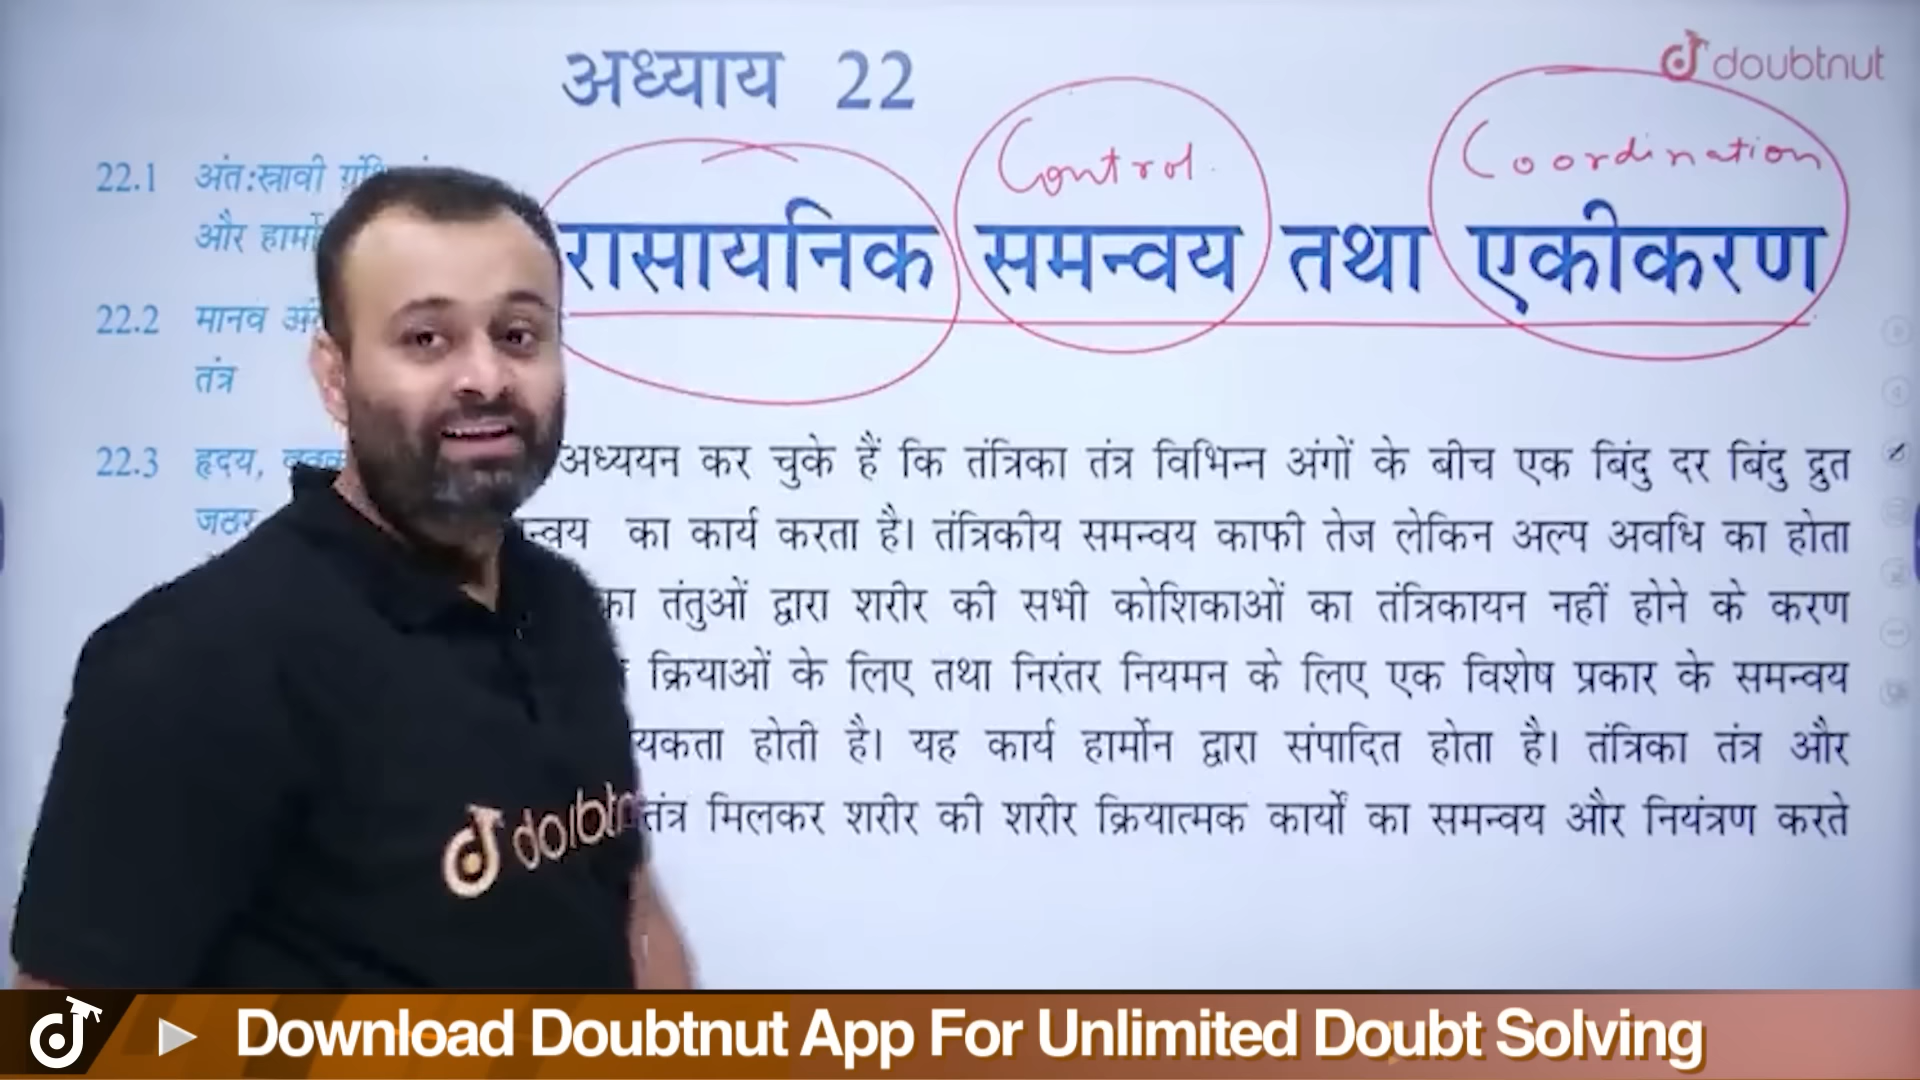 अध्याय 22
doubtnut
Control
Coordination
रासायनिक समन्वय तथा एकीकरण
22.1 अंत:स्त्रावी
और
22.2 मानव
तंत्र
22.3 हृदय,
जठर
अध्ययन कर चुके हैं कि तंत्रिका तंत्र विभिन्न अंगों के बीच एक बिंदु दर बिंदु द्रुत
का कार्य करता है। तंत्रिकीय समन्वय काफी तेज लेकिन अल्प अवधि का होता
तंतुओं द्वारा शरीर की सभी कोशिकाओं का तंत्रिकायन नहीं होने के करण
क्रियाओं के लिए तथा निरंतर नियमन के लिए एक विशेष प्रकार के समन्वय
होती है। यह कार्य हार्मोन द्वारा संपादित होता है। तंत्रिका तंत्र और
तंत्र मिलकर शरीर की शरीर क्रियात्मक कार्यों का समन्वय और नियंत्रण करते
Download Doubtnut App For Unlimited Doubt Solving